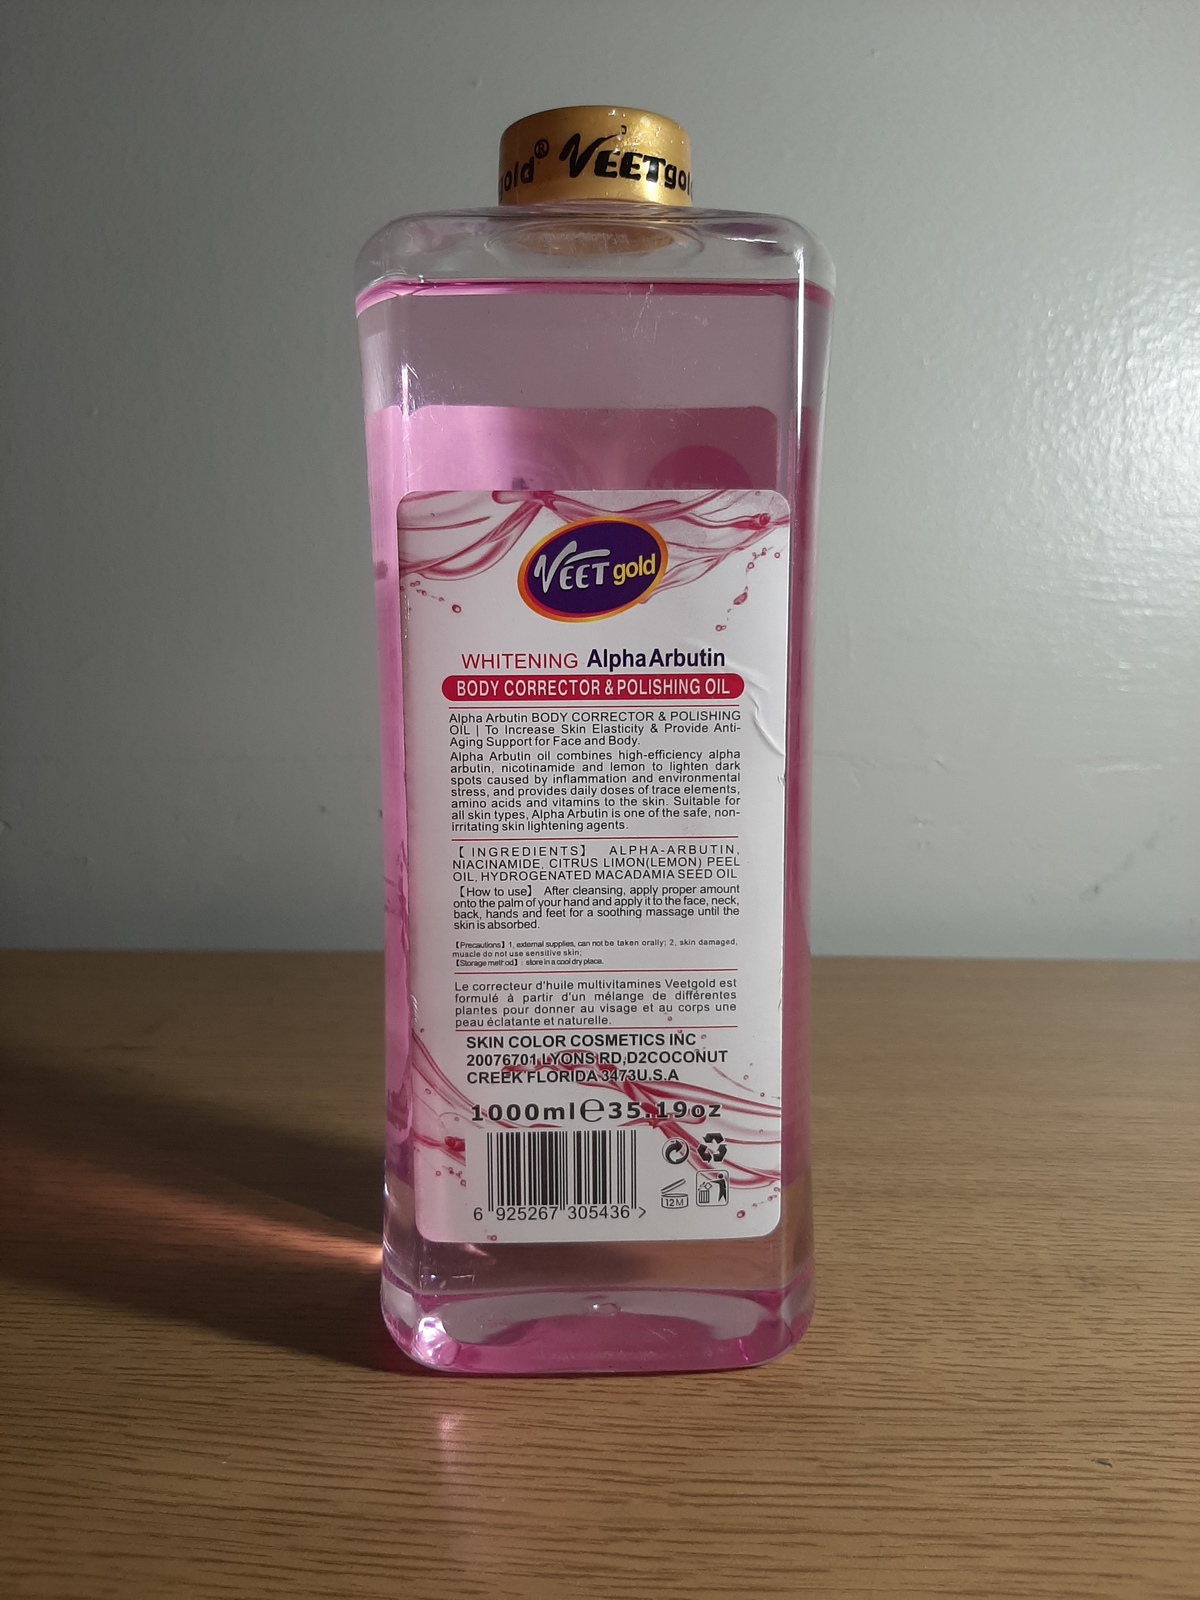 gold® VEETgol
VEET gold
WHITENING Alpha Arbutin
BODY CORRECTOR & POLISHING OIL
Alpha Arbutin BODY CORRECTOR & POLISHING
OIL | To Increase Skin Elasticity & Provide Anti-
Aging Support for Face and Body.
Alpha Arbutin oil combines high-efficiency alpha
arbutin, nicotinamide and lemon to lighten dark
spots caused by inflammation and environmental
stress, and provides daily doses of trace elements,
amino acids and vitamins to the skin. Suitable for
all skin types, Alpha Arbutin is one of the safe, non-
irritating skin lightening agents.
【INGREDIENTS】 ALPHA-ARBUTIN,
NIACINAMIDE, CITRUS LIMON(LEMON) PEEL
OIL, HYDROGENATED MACADAMIA SEED OIL
【How to use】 After cleansing, apply proper amount
onto the palm of your hand and apply it to the face, neck,
back, hands and feet for a soothing massage until the
skin is absorbed.
【Precautions】1, external supplies, can not be taken orally; 2, skin damaged,
muscle do not use sensitive skin;
【Storage method】: store in a cool dry place.
Le correcteur d'huile multivitamines Veetgold est
formulé à partir d'un mélange de différentes
plantes pour donner au visage et au corps une
peau éclatante et naturelle.
SKIN COLOR COSMETICS INC
20076701 LYONS RD,D2COCONUT
CREEK FLORIDA 3473U.S.A
1000ml℮35.19oz
12M
6 925267 305436 >